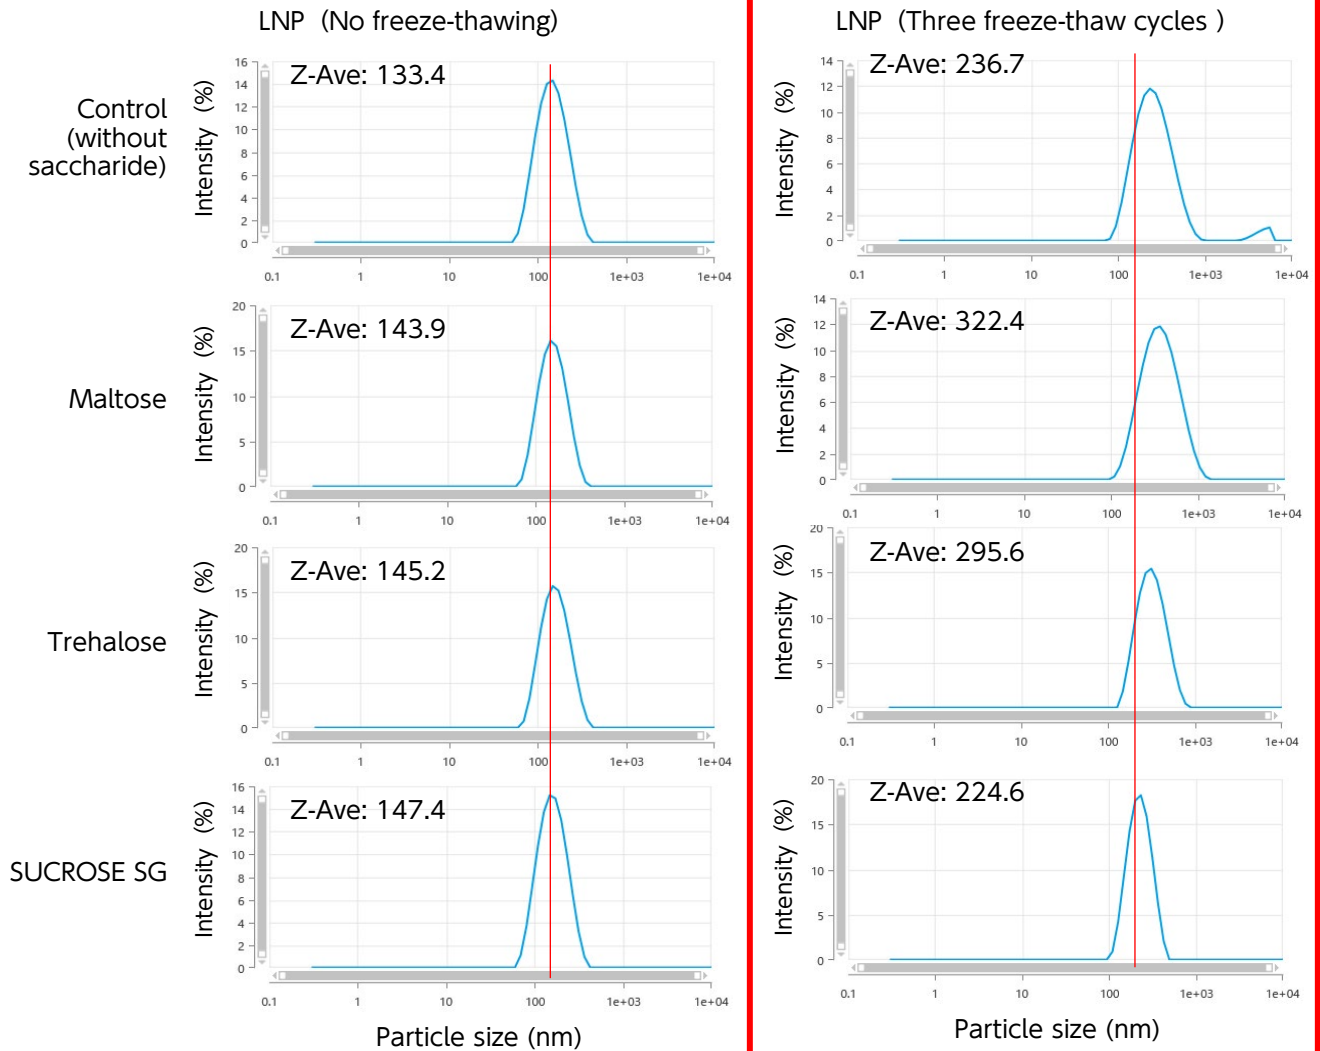 LNP (No freeze-thawing)
LNP (Three freeze-thaw cycles )
Control
(without
saccharide)
Intensity (%)
16
14
12
10
8
6
4
2
0
Z-Ave: 133.4
0.1 1 10 100 1e+03 1e+04
Intensity (%)
14
12
10
8
6
4
2
0
Z-Ave: 236.7
0.1 1 10 100 1e+03 1e+04
Maltose
Intensity (%)
20
15
10
5
0
Z-Ave: 143.9
0.1 1 10 100 1e+03 1e+04
Intensity (%)
14
12
10
8
6
4
2
0
Z-Ave: 322.4
0.1 1 10 100 1e+03 1e+04
Trehalose
Intensity (%)
20
15
10
5
0
Z-Ave: 145.2
0.1 1 10 100 1e+03 1e+04
Intensity (%)
20
15
10
5
0
Z-Ave: 295.6
0.1 1 10 100 1e+03 1e+04
SUCROSE SG
Intensity (%)
16
14
12
10
8
6
4
2
0
Z-Ave: 147.4
0.1 1 10 100 1e+03 1e+04
Intensity (%)
20
15
10
5
0
Z-Ave: 224.6
0.1 1 10 100 1e+03 1e+04
Particle size (nm)
Particle size (nm)